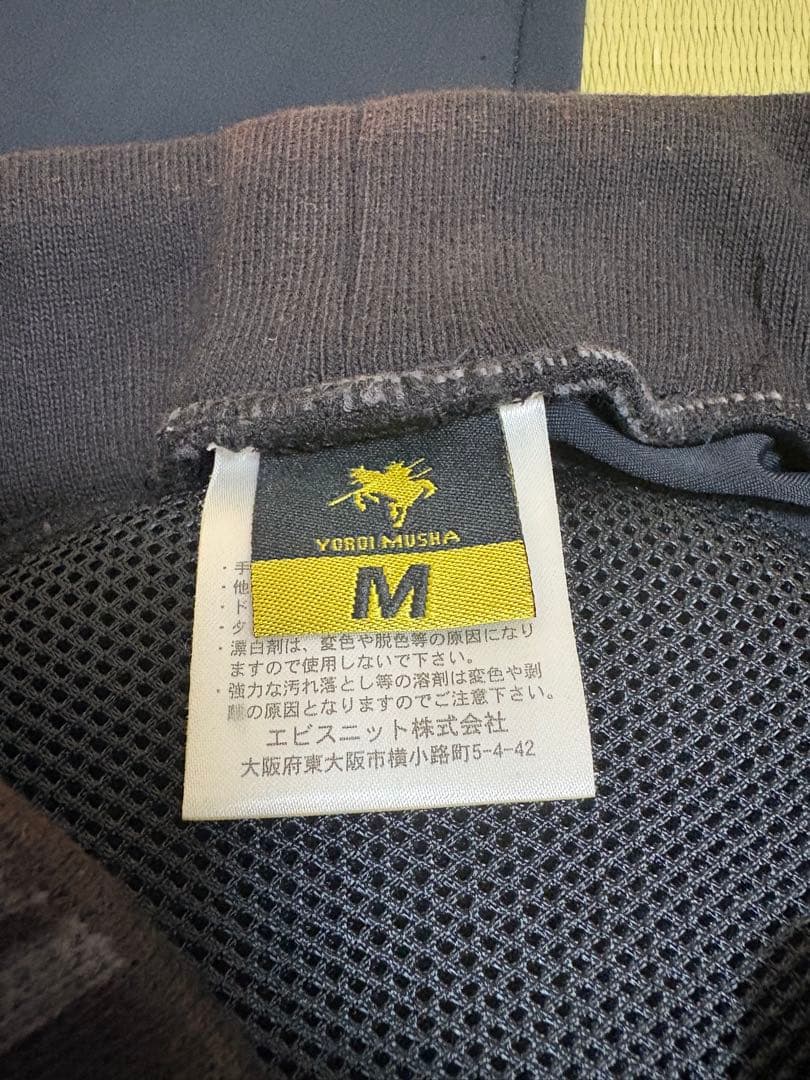 YOROI MUSHA
M
・手
・他
・ド
・タ
・漂白剤は、変色や脱色等の原因になり
ますので使用しないで下さい。
・強力な汚れ落とし等の溶剤は変色や剥
離の原因となりますのでご注意下さい。
エビスニット株式会社
大阪府東大阪市横小路町5-4-42